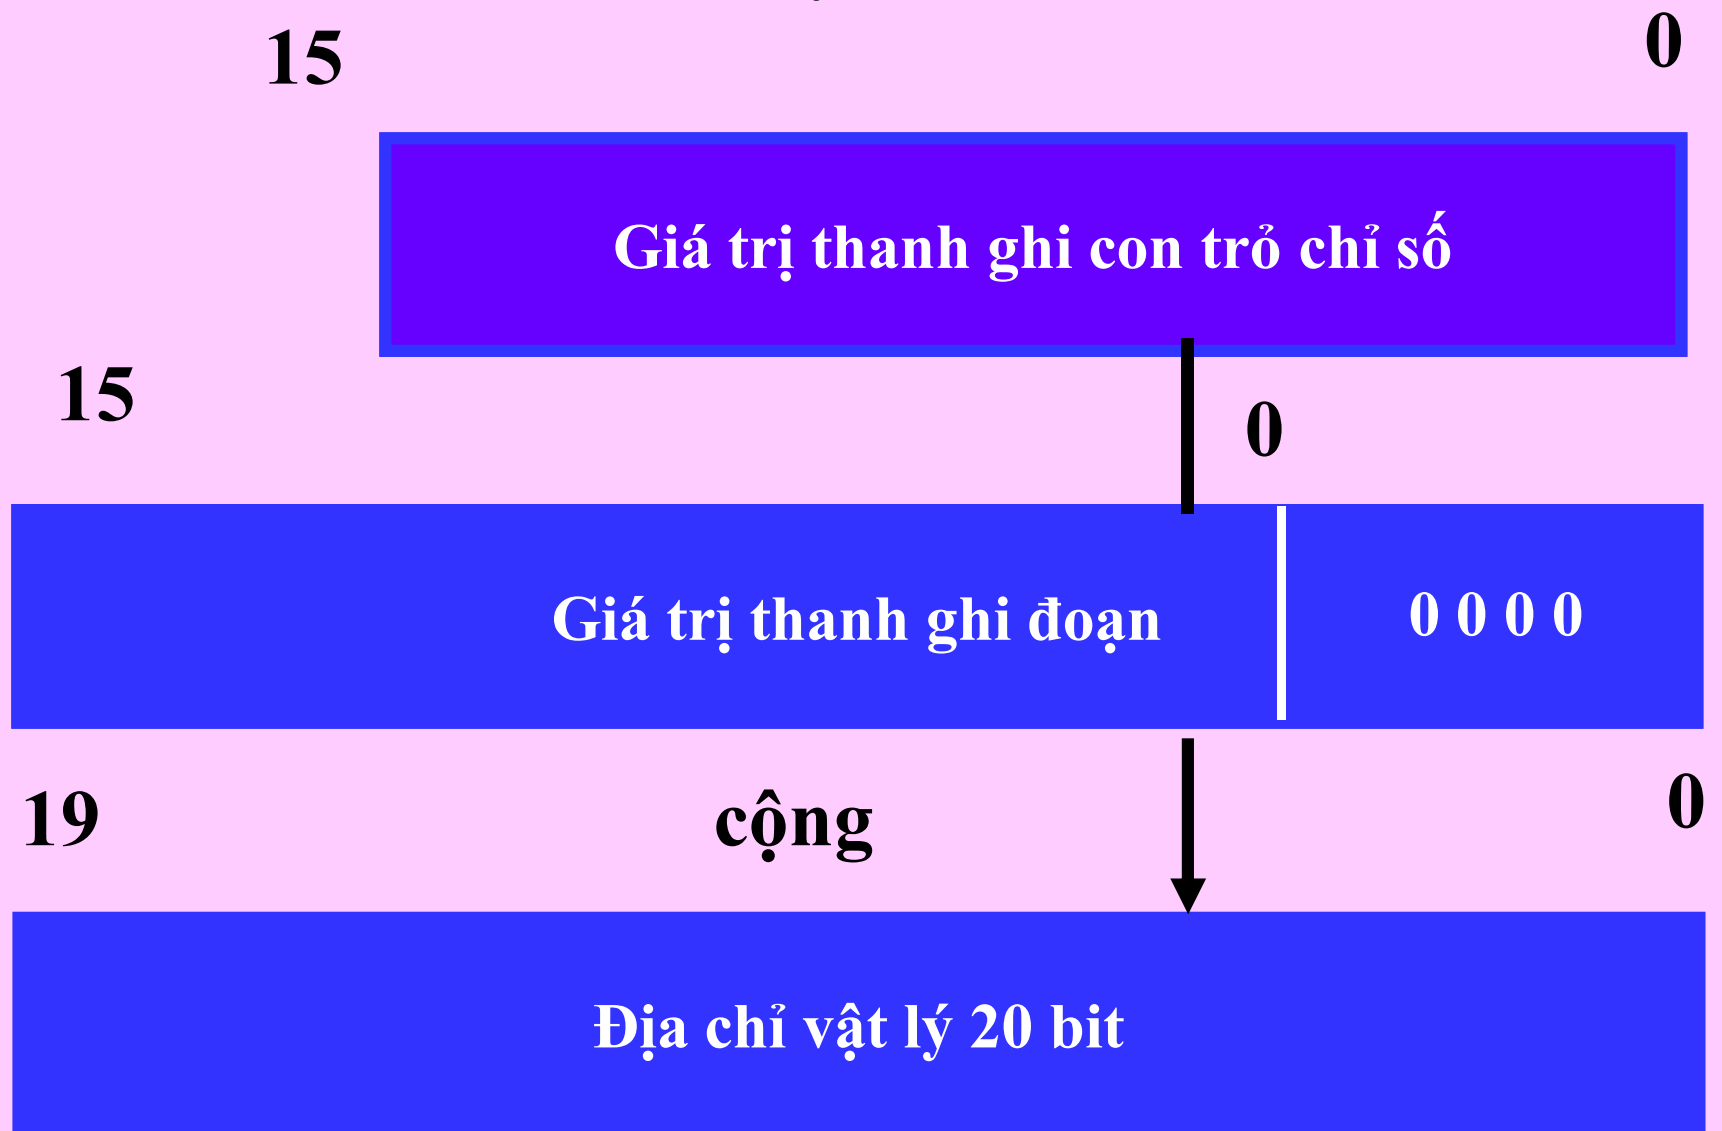 15 0
Giá trị thanh ghi con trỏ chỉ số
15 0
Giá trị thanh ghi đoạn 0 0 0 0
19 cộng 0
Địa chỉ vật lý 20 bit